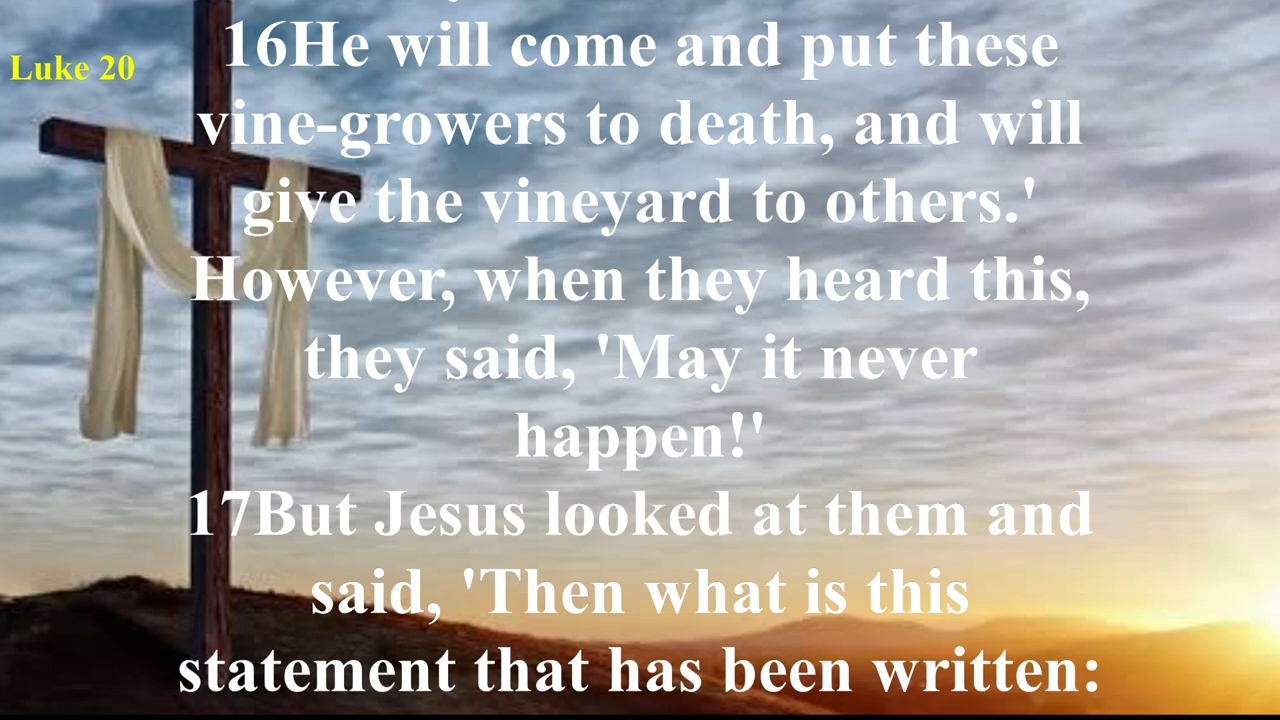 Luke 20
16He will come and put these
vine-growers to death, and will
give the vineyard to others.'
However, when they heard this,
they said, 'May it never
happen!'
17But Jesus looked at them and
said, 'Then what is this
statement that has been written: